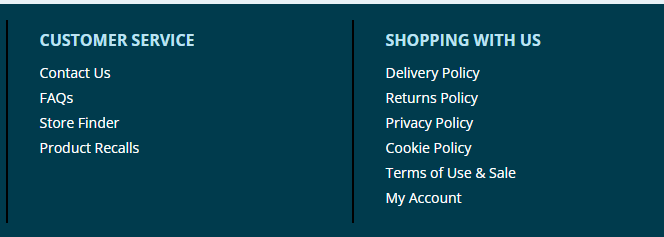 CUSTOMER SERVICE
Contact Us
FAQs
Store Finder
Product Recalls
SHOPPING WITH US
Delivery Policy
Returns Policy
Privacy Policy
Cookie Policy
Terms of Use & Sale
My Account